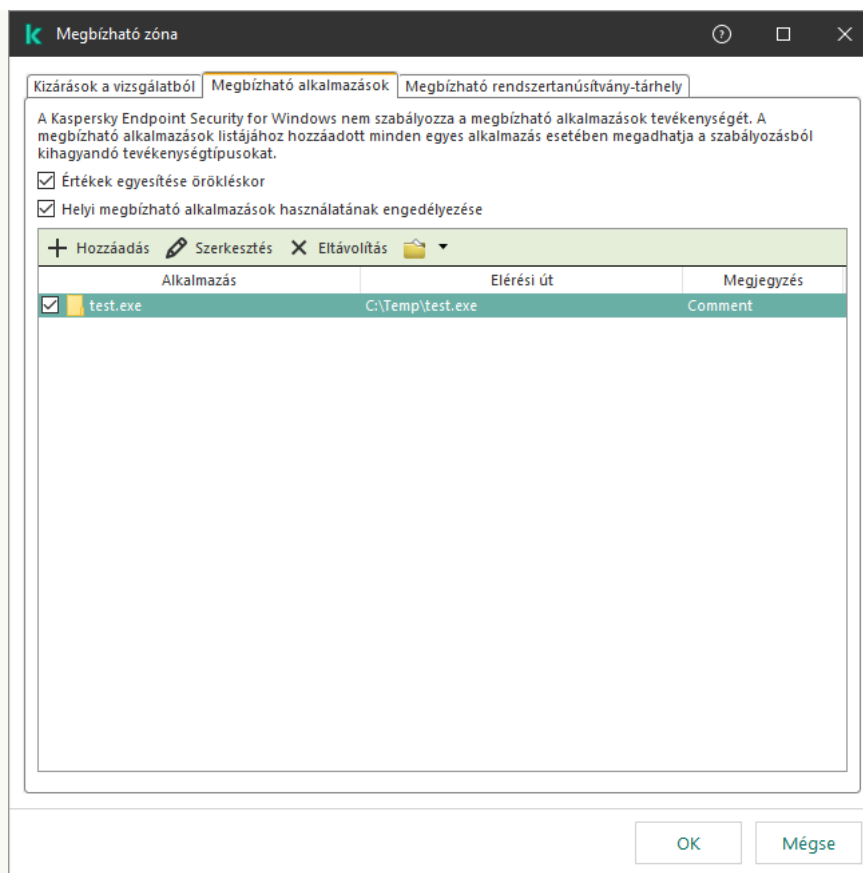 Megbízható zóna
Kizárások a vizsgálatból Megbízható alkalmazások Megbízható rendszertanúsítvány-tárhely
A Kaspersky Endpoint Security for Windows nem szabályozza a megbízható alkalmazások tevékenységét. A
megbízható alkalmazások listájához hozzáadott minden egyes alkalmazás esetében megadhatja a szabályozásból
kihagyandó tevékenységtípusokat.
Értékek egyesítése örökléskor
Helyi megbízható alkalmazások használatának engedélyezése
Hozzáadás Szerkesztés Eltávolítás
Alkalmazás Elérési út Megjegyzés
test.exe C:\Temp\test.exe Comment
OK Mégse